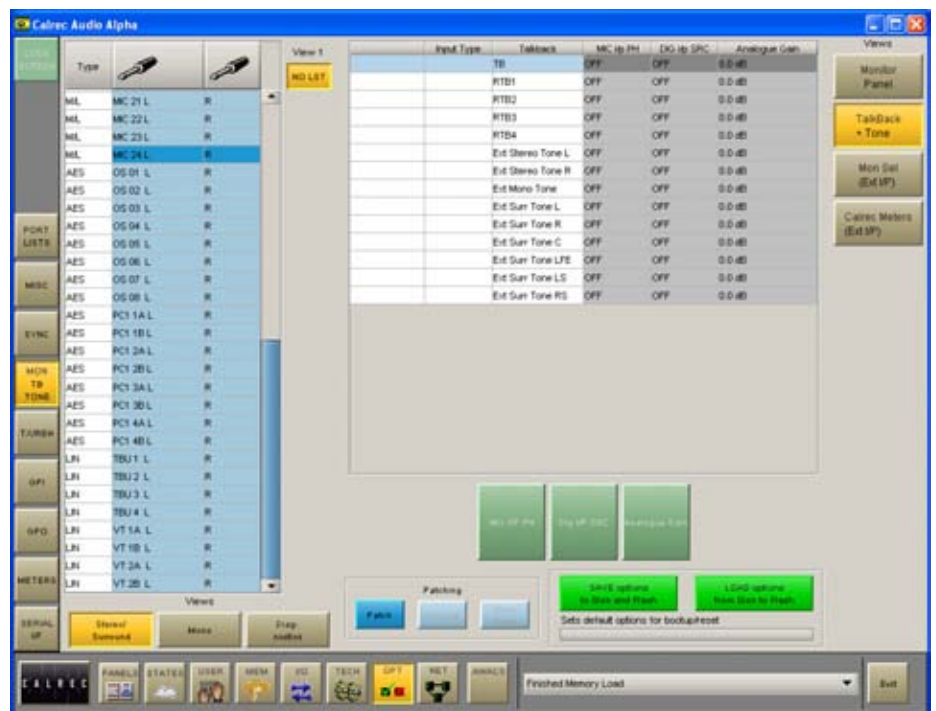 Calrec Audio Alpha
Type
View 1
NO LST
M/L MIC 21 L R
M/L MIC 22 L R
M/L MIC 23 L R
M/L MIC 24 L R
AES OS 01 L R
AES OS 02 L R
AES OS 03 L R
AES OS 04 L R
AES OS 05 L R
AES OS 06 L R
AES OS 07 L R
AES OS 08 L R
AES PC1 1A L R
AES PC1 1B L R
AES PC1 2A L R
AES PC1 2B L R
AES PC1 3A L R
AES PC1 3B L R
AES PC1 4A L R
AES PC1 4B L R
LIN TBU 1 L R
LIN TBU 2 L R
LIN TBU 3 L R
LIN TBU 4 L R
LIN VT 1A L R
LIN VT 1B L R
LIN VT 2A L R
LIN VT 2B L R
Input Type Talkback MIC i/p PH DIG i/p SRC Analogue Gain
TB OFF OFF 0.0 dB
RTB1 OFF OFF 0.0 dB
RTB2 OFF OFF 0.0 dB
RTB3 OFF OFF 0.0 dB
RTB4 OFF OFF 0.0 dB
Ext Stereo Tone L OFF OFF 0.0 dB
Ext Stereo Tone R OFF OFF 0.0 dB
Ext Mono Tone OFF OFF 0.0 dB
Ext Surr Tone L OFF OFF 0.0 dB
Ext Surr Tone R OFF OFF 0.0 dB
Ext Surr Tone C OFF OFF 0.0 dB
Ext Surr Tone LFE OFF OFF 0.0 dB
Ext Surr Tone LS OFF OFF 0.0 dB
Ext Surr Tone RS OFF OFF 0.0 dB
Views
Monitor
Panel
TalkBack
+ Tone
Mon Sel
(Ext I/P)
Calrec Meters
(Ext I/P)
PORT
LISTS
MISC
SYNC
MON
TB
TONE
GPI
GPO
METERS
SERIAL
I/F
Mic I/P PH
Dig I/P SRC
Analogue Gain
Patching
Patch
SAVE options
to Disk and Flash
LOAD options
from Disk to Flash
Sets default options for bootup/reset
Views
Stereo/
Surround
Mono
CALREC
PANELS
STATES
USER
MEM
I/O
TECH
OPT
NET
AWACS
Finished Memory Load
Exit